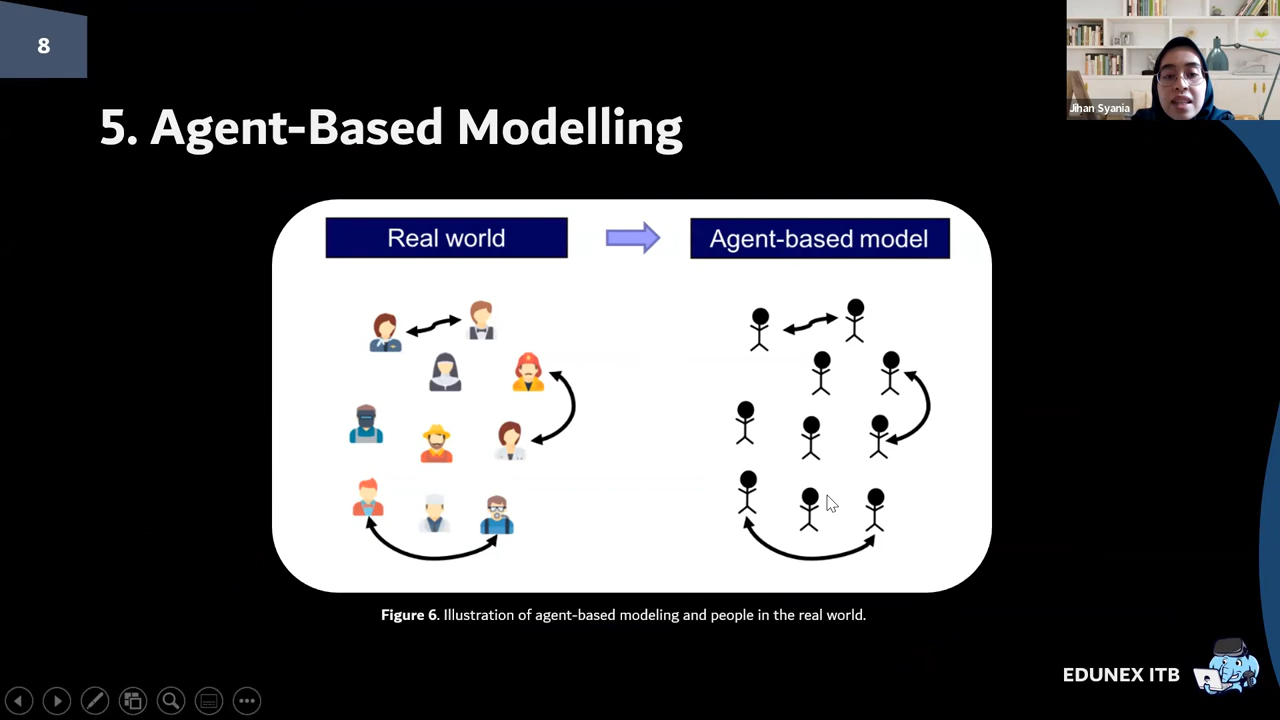 8
Jihan Syania
5. Agent-Based Modelling
Real world
Agent-based model
Figure 6. Illustration of agent-based modeling and people in the real world.
EDUNEX ITB